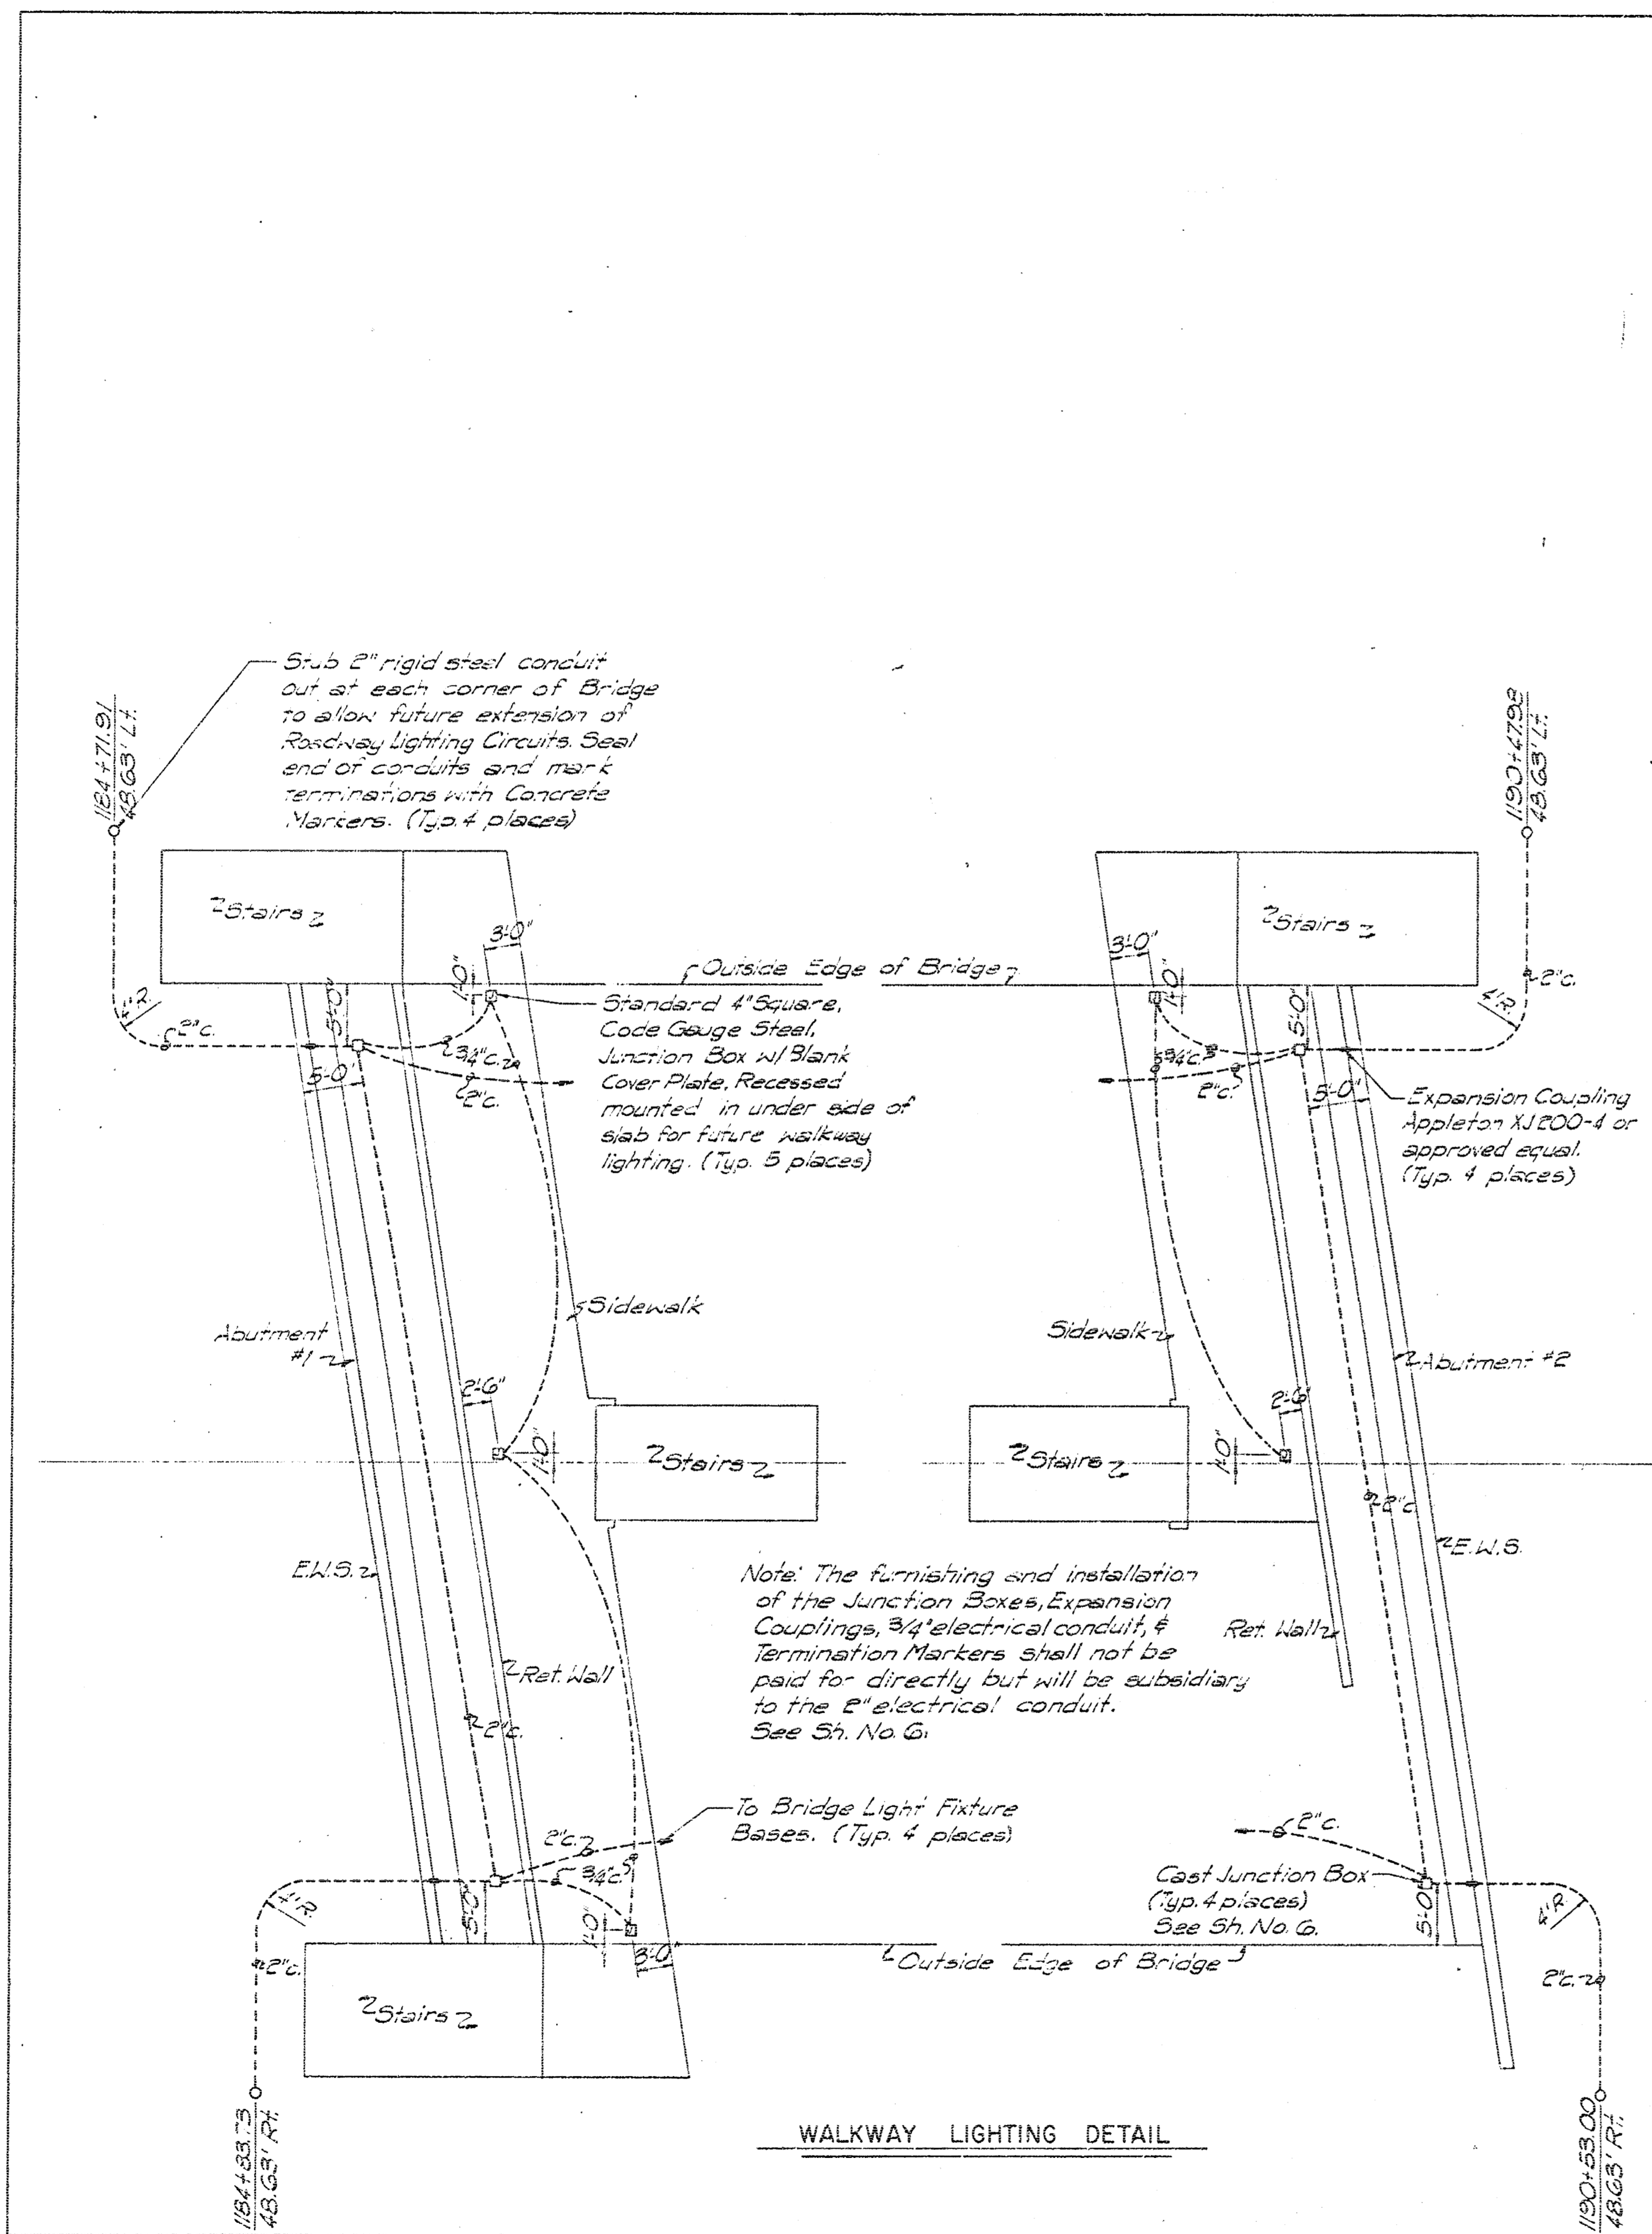 Stub 2" rigid steel conduit
out at each corner of Bridge
to allow future extension of
Roadway Lighting Circuits. Seal
end of conduits and mark
terminations with Concrete
Markers. (Typ. 4 places)
1184+71.91
48.63' Lt.
1190+47.98
48.63' Lt.
Stairs
Stairs
3'-0"
3'-0"
1'-0"
1'-0"
Outside Edge of Bridge
4'R.
2"c.
5'-0"
5'-0"
3/4"c.
2"c.
Standard 4" Square,
Code Gauge Steel,
Junction Box w/ Blank
Cover Plate, Recessed
mounted in under side of
slab for future walkway
lighting. (Typ. 5 places)
3/4"c.
2"c.
5'-0"
5'-0"
4'R.
2"c.
Expansion Coupling
Appleton XJ200-4 or
approved equal.
(Typ. 4 places)
Sidewalk
Sidewalk
Abutment
#1
Abutment #2
2'-6"
1'-0"
Stairs
Stairs
1'-0"
2'-6"
2"c.
E.W.S.
E.W.S.
Note: The furnishing and installation
of the Junction Boxes, Expansion
Couplings, 3/4" electrical conduit, &
Termination Markers shall not be
paid for directly but will be subsidiary
to the 2" electrical conduit.
See Sh. No. 6.
Ret. Wall
Ret. Wall
2"c.
To Bridge Light Fixture
Bases. (Typ. 4 places)
2"c.
3/4"c.
2"c.
Cast Junction Box
(Typ. 4 places)
See Sh. No. 6.
4'R.
5'-0"
1'-0"
3'-0"
5'-0"
4'R.
2"c.
Outside Edge of Bridge
2"c.
Stairs
1184+83.73
48.63' Rt.
1190+53.00
48.63' Rt.
WALKWAY LIGHTING DETAIL